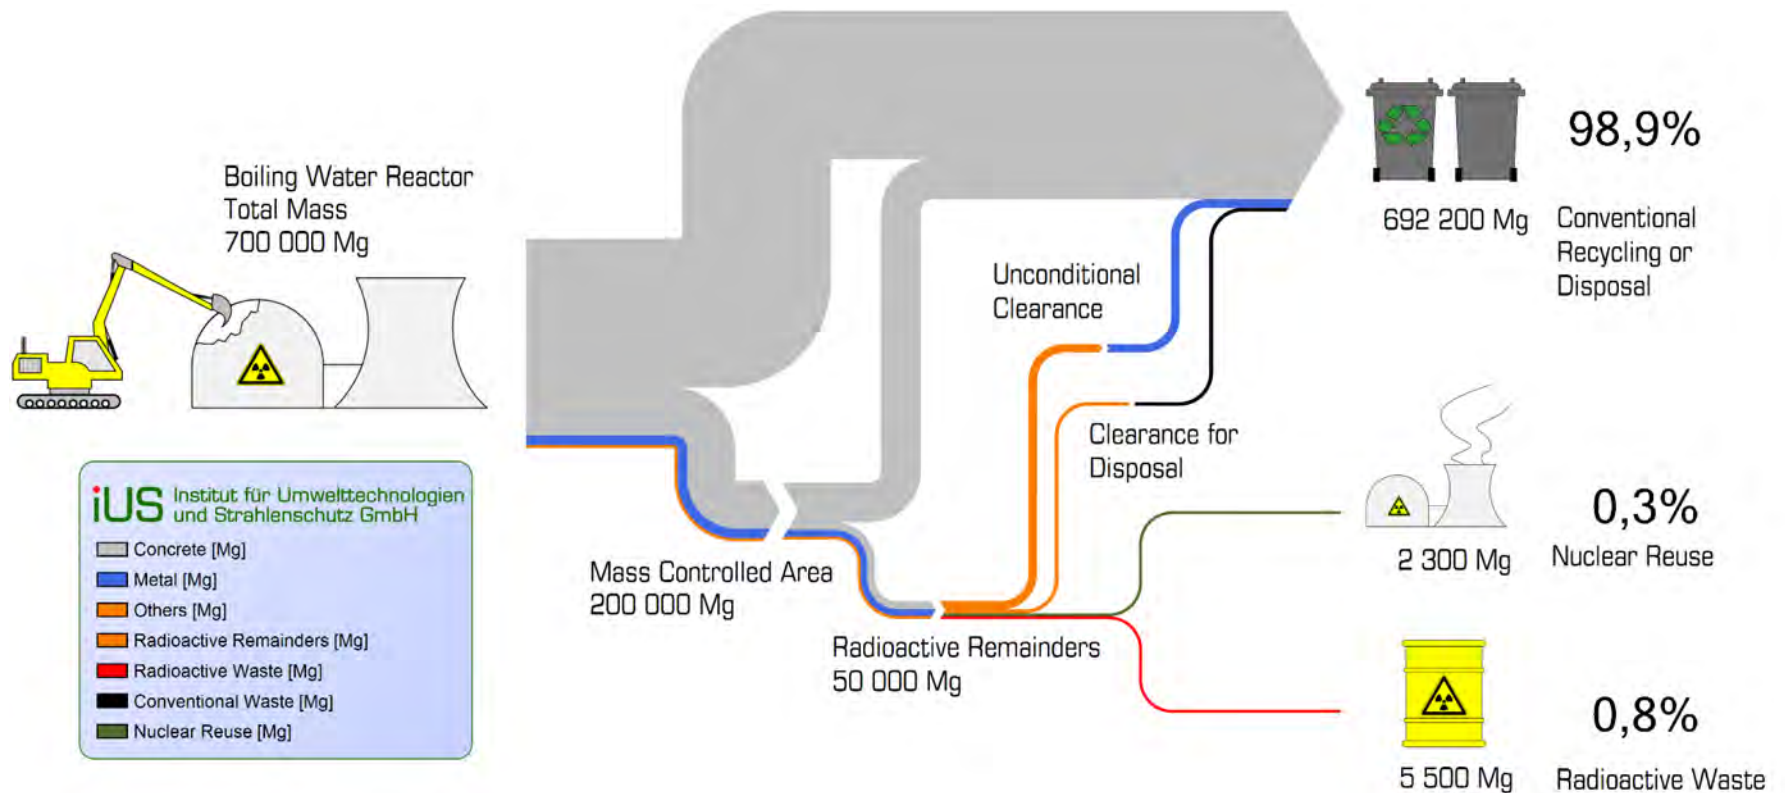 Boiling Water Reactor
Total Mass
700 000 Mg
iUS Institut für Umwelttechnologien
und Strahlenschutz GmbH
Concrete [Mg]
Metal [Mg]
Others [Mg]
Radioactive Remainders [Mg]
Radioactive Waste [Mg]
Conventional Waste [Mg]
Nuclear Reuse [Mg]
Mass Controlled Area
200 000 Mg
Radioactive Remainders
50 000 Mg
Unconditional
Clearance
Clearance for
Disposal
98,9%
692 200 Mg
Conventional
Recycling or
Disposal
0,3%
2 300 Mg
Nuclear Reuse
0,8%
5 500 Mg
Radioactive Waste